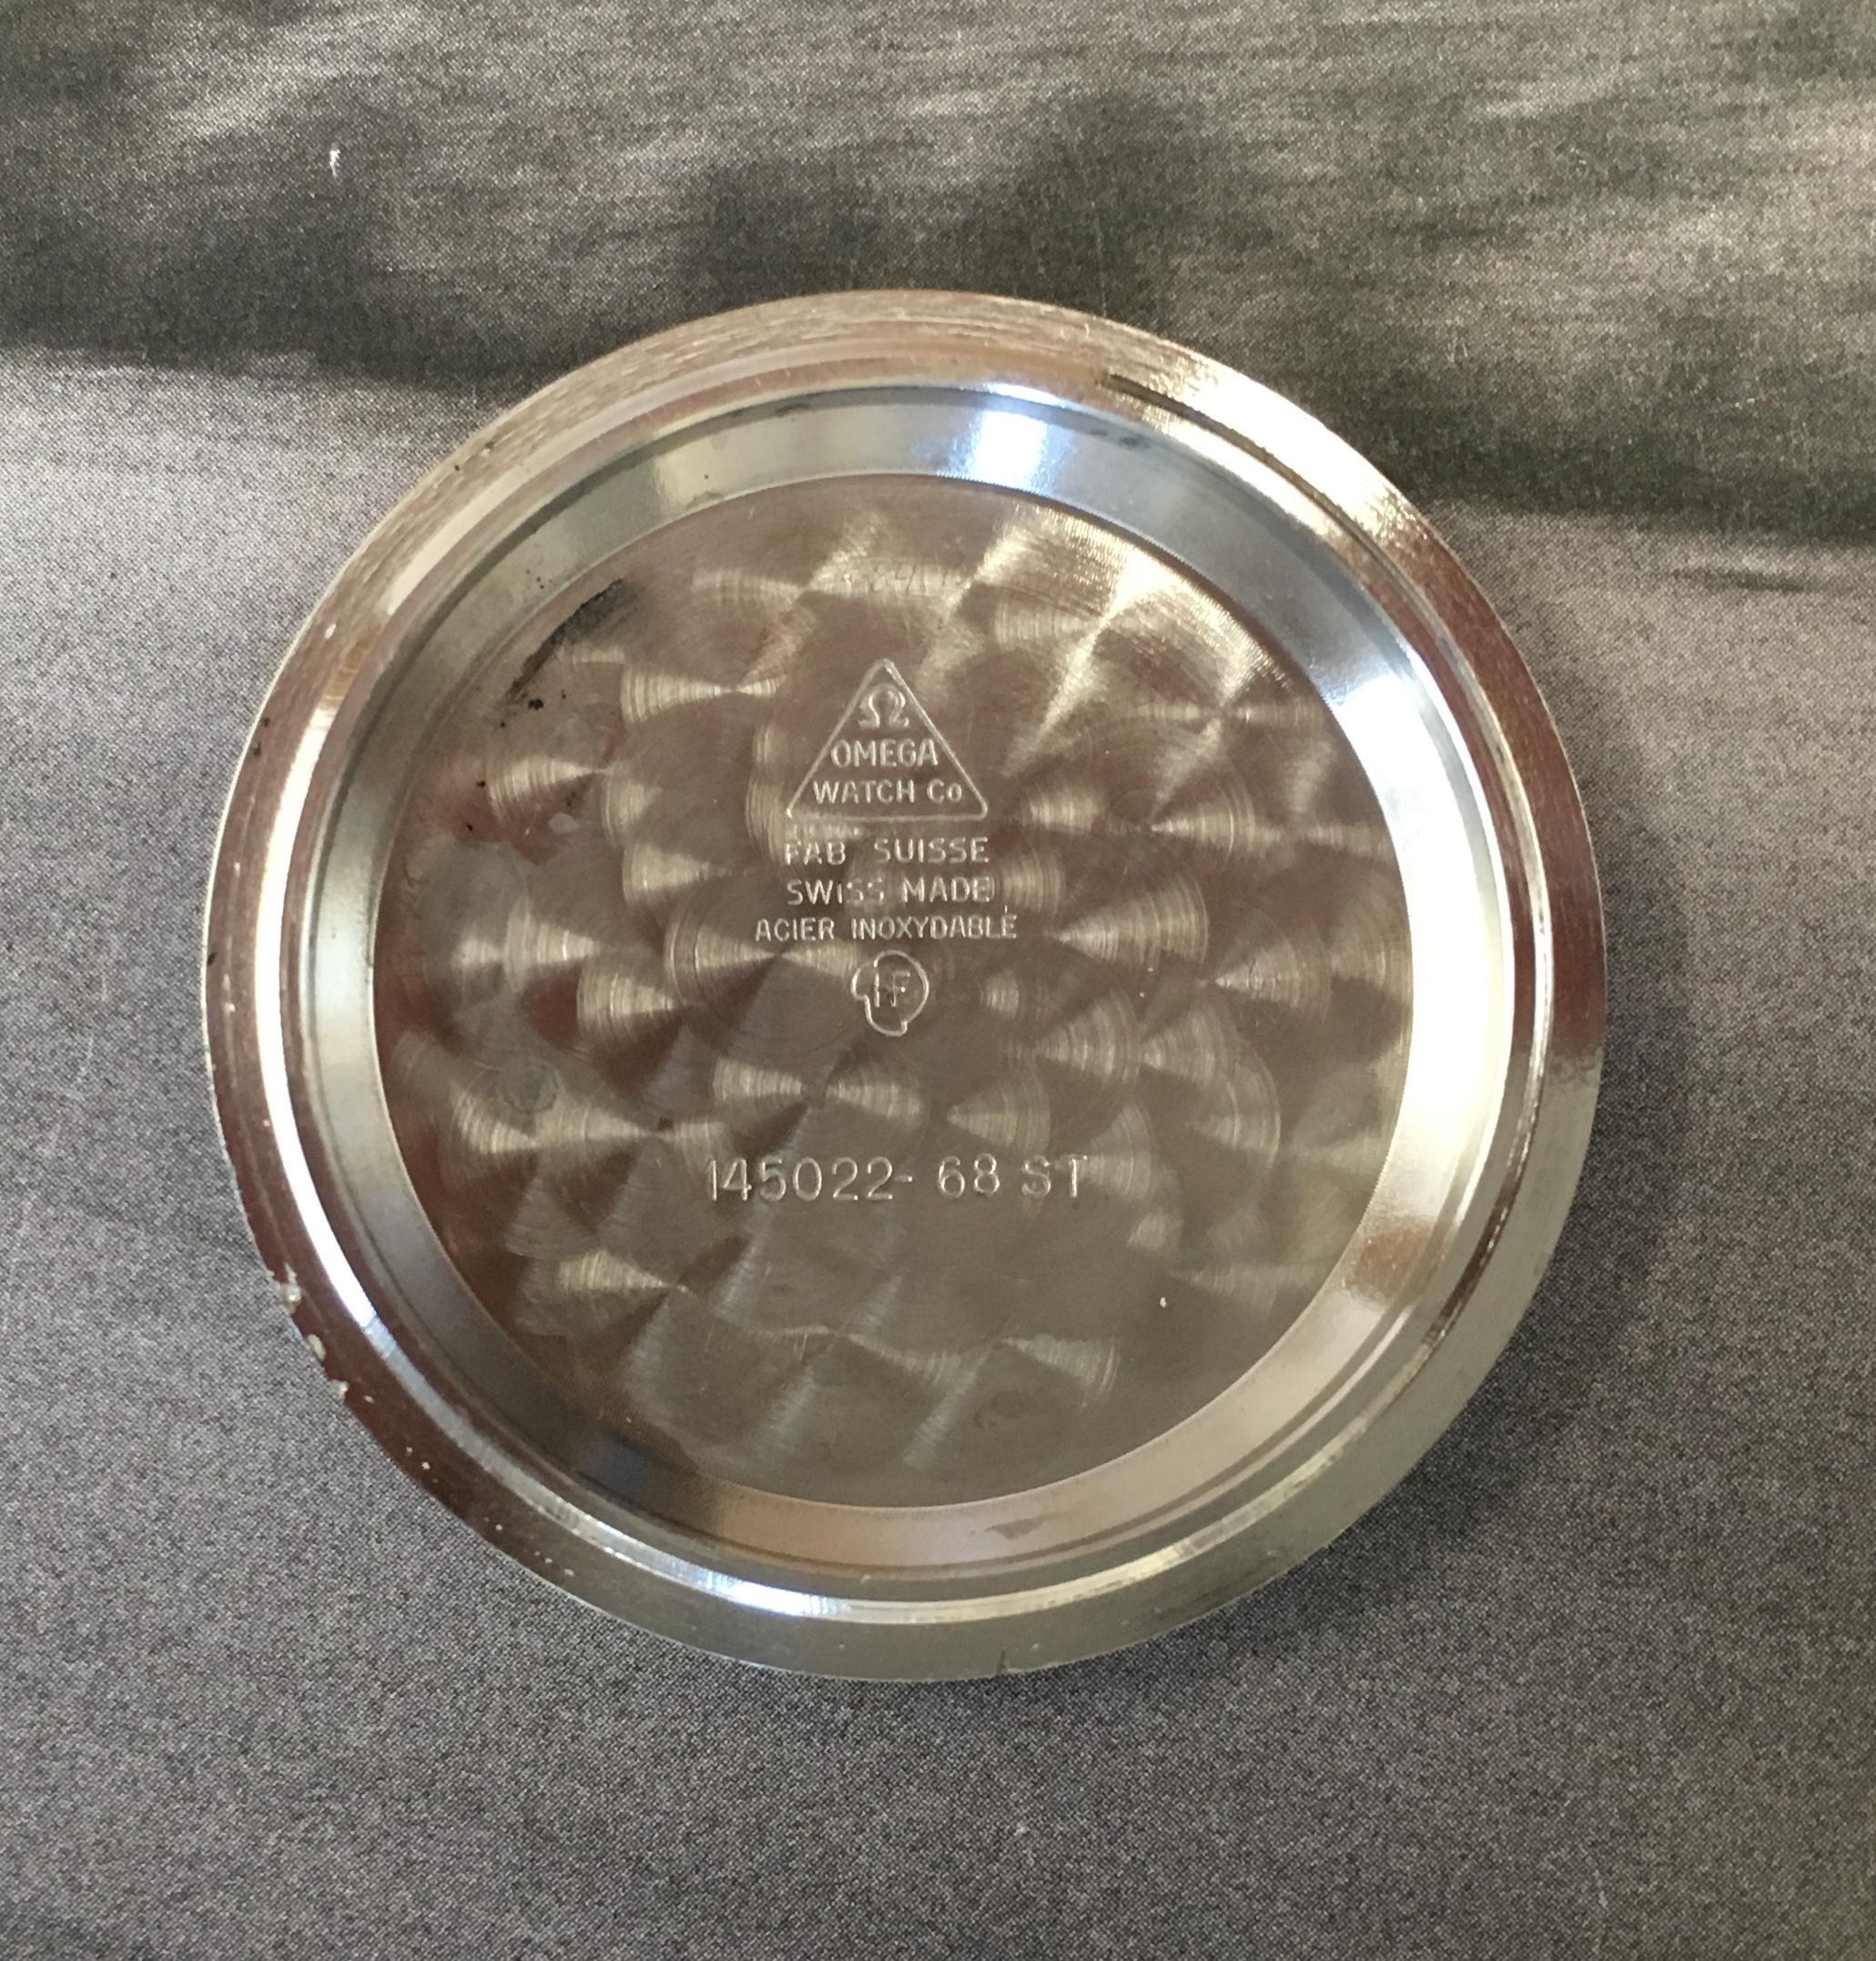 Ω
OMEGA
WATCH Co
FAB SUISSE
SWISS MADE
ACIER INOXYDABLE
HF
145022-68 ST